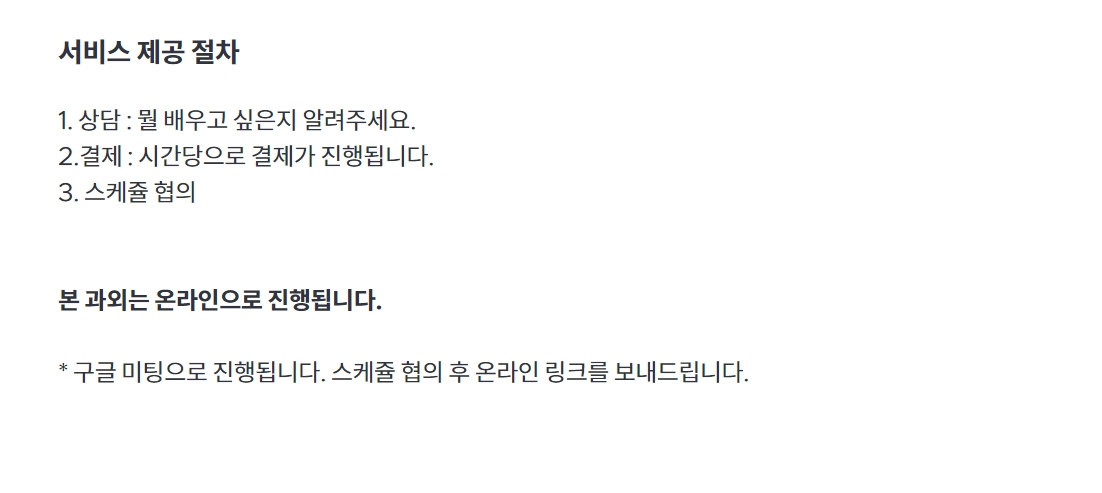 서비스 제공 절차
1. 상담 : 뭘 배우고 싶은지 알려주세요.
2.결제 : 시간당으로 결제가 진행됩니다.
3. 스케쥴 협의
본 과외는 온라인으로 진행됩니다.
* 구글 미팅으로 진행됩니다. 스케쥴 협의 후 온라인 링크를 보내드립니다.